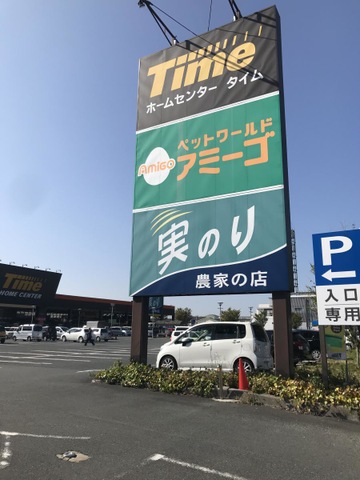 Time
ホームセンター タイム
ペットワールド
AMIGO
アミーゴ
実のり
農家の店
Time
HOME CENTER
P
入口
専用